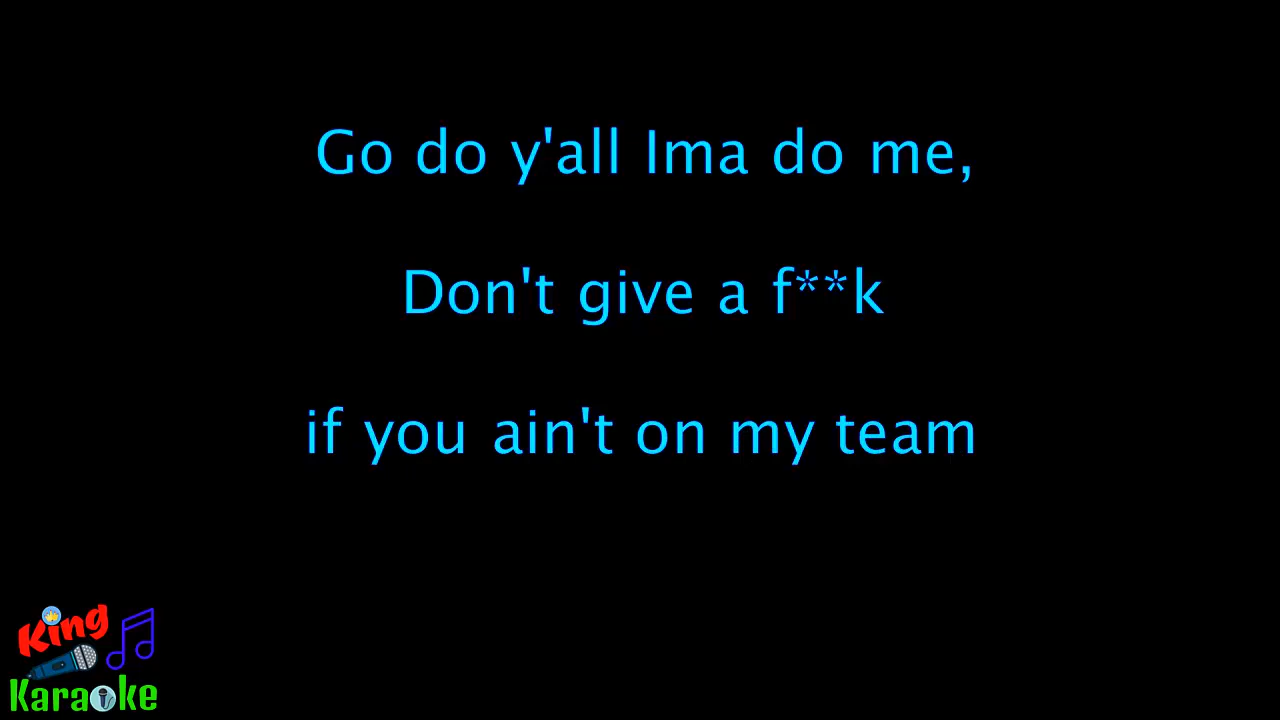 Go do y'all Ima do me,
Don't give a f**k
if you ain't on my team
King
Karaoke